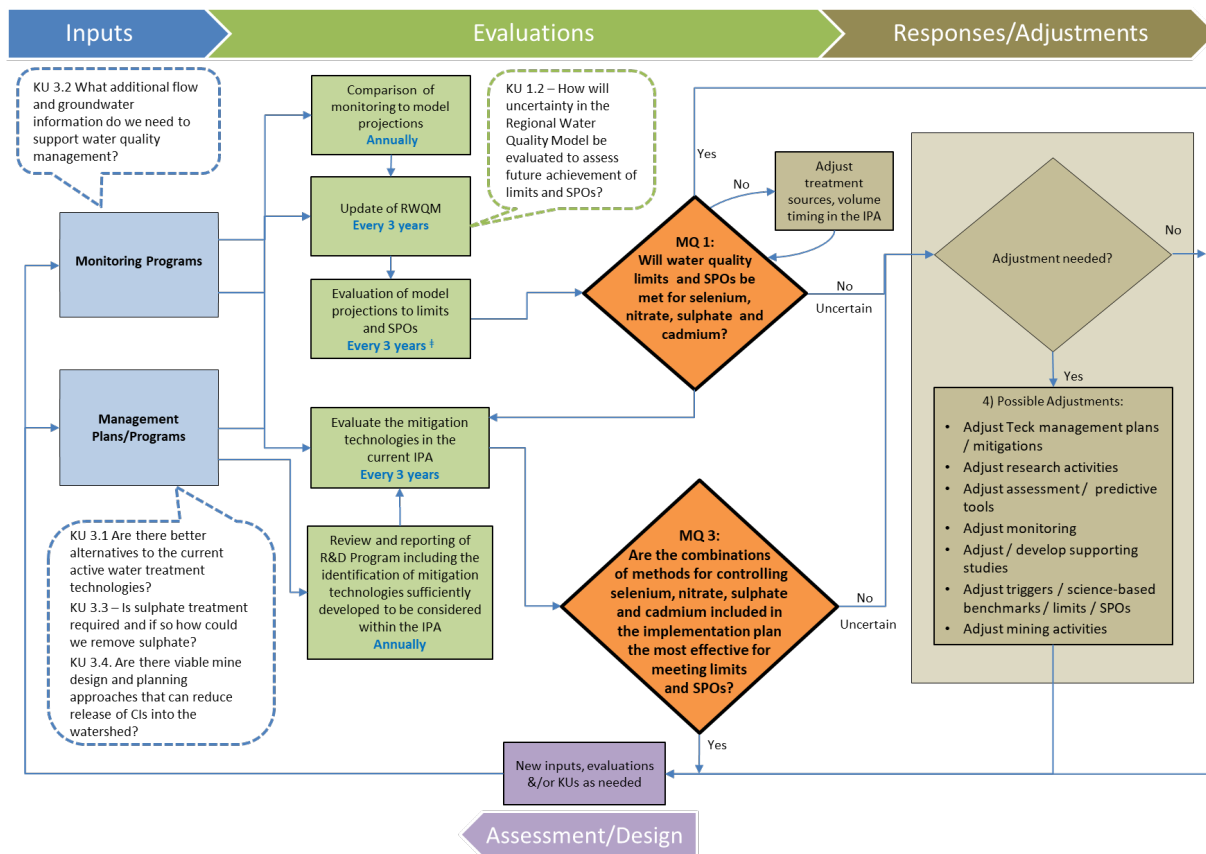 Inputs
Evaluations
Responses/Adjustments
KU 3.2 What additional flow
and groundwater
information do we need to
support water quality
management?
Monitoring Programs
Management
Plans/Programs
KU 3.1 Are there better
alternatives to the current
active water treatment
technologies?
KU 3.3 – Is sulphate treatment
required and if so how could
we remove sulphate?
KU 3.4. Are there viable mine
design and planning
approaches that can reduce
release of CIs into the
watershed?
Comparison of
monitoring to model
projections
Annually
Update of RWQM
Every 3 years
Evaluation of model
projections to limits
and SPOs
Every 3 years ‡
Evaluate the mitigation
technologies in the
current IPA
Every 3 years
Review and reporting of
R&D Program including the
identification of mitigation
technologies sufficiently
developed to be considered
within the IPA
Annually
KU 1.2 – How will
uncertainty in the
Regional Water
Quality Model be
evaluated to assess
future achievement of
limits and SPOs?
Yes
No
Adjust
treatment
sources, volume
timing in the IPA
MQ 1:
Will water quality
limits and SPOs be
met for selenium,
nitrate, sulphate and
cadmium?
No
Uncertain
MQ 3:
Are the combinations
of methods for controlling
selenium, nitrate, sulphate
and cadmium included in
the implementation plan
the most effective for
meeting limits
and SPOs?
No
Uncertain
Yes
Adjustment needed?
No
Yes
4) Possible Adjustments:
• Adjust Teck management plans
/ mitigations
• Adjust research activities
• Adjust assessment / predictive
tools
• Adjust monitoring
• Adjust / develop supporting
studies
• Adjust triggers / science-based
benchmarks / limits / SPOs
• Adjust mining activities
New inputs, evaluations
&/or KUs as needed
Assessment/Design